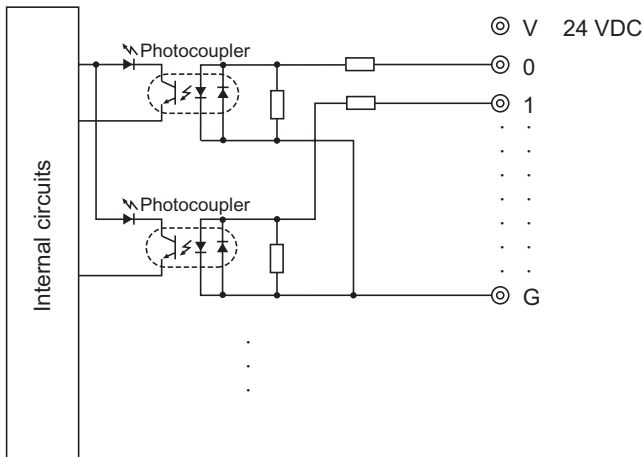 V 24 VDC
Photocoupler
0
1
Photocoupler
Internal circuits
G